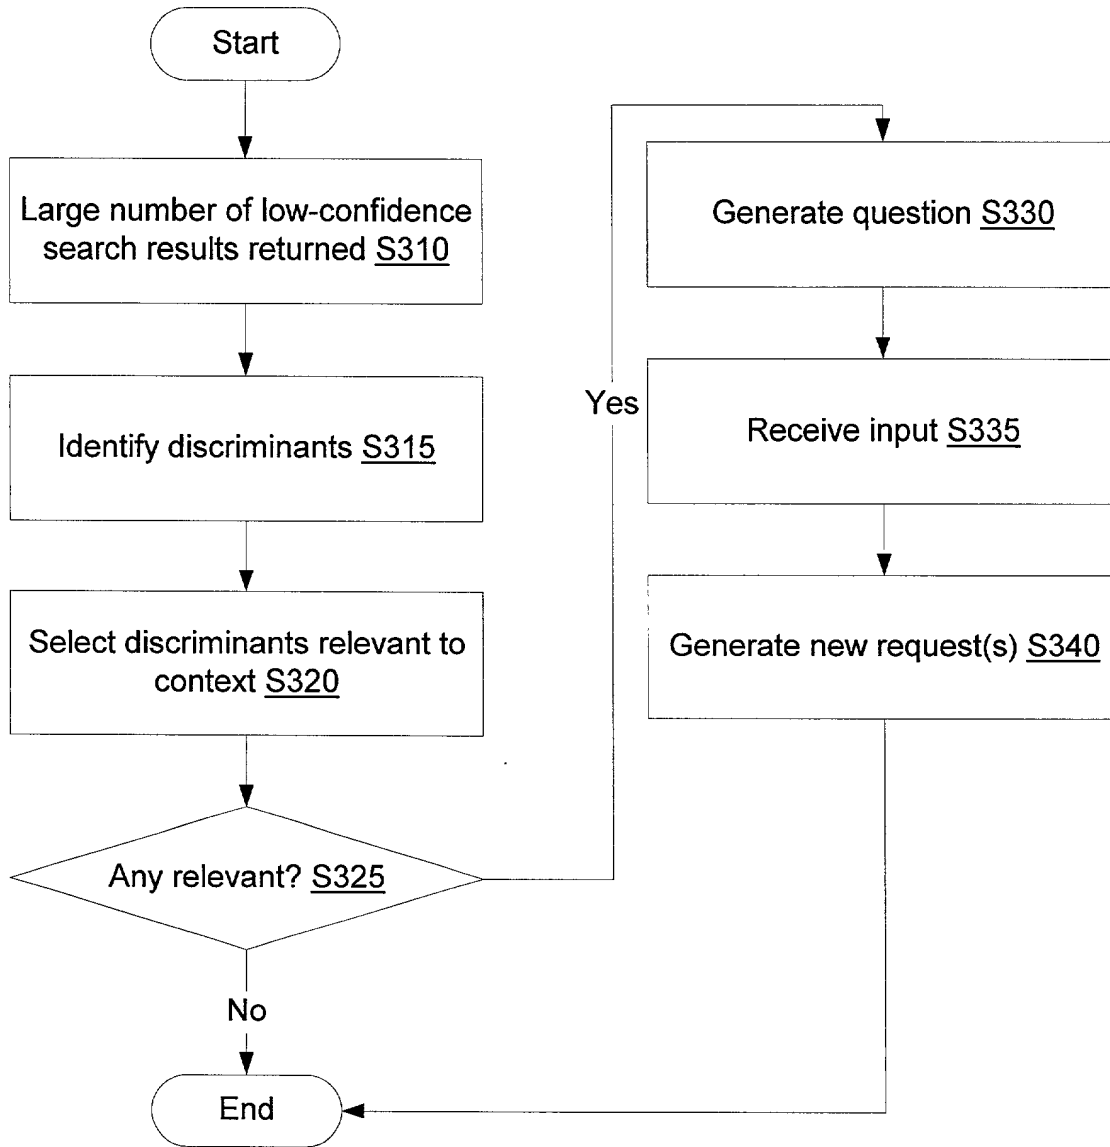 Start
Large number of low-confidence
search results returned S310
Identify discriminants S315
Select discriminants relevant to
context S320
Any relevant? S325
No
End
Yes
Generate question S330
Receive input S335
Generate new request(s) S340